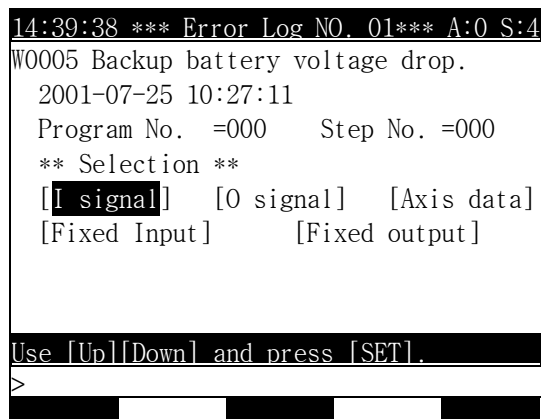 14:39:38 *** Error Log NO. 01*** A:0 S:4
W0005 Backup battery voltage drop.
2001-07-25 10:27:11
Program No. =000 Step No. =000
** Selection **
[I signal] [O signal] [Axis data]
[Fixed Input] [Fixed output]
Use [Up][Down] and press [SET].
>